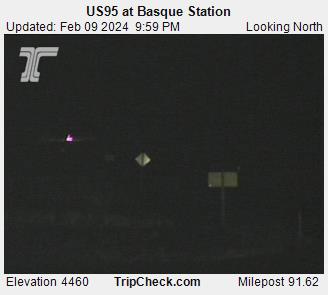 US95 at Basque Station
Updated: Feb 09 2024 9:59 PM Looking North
Elevation 4460 TripCheck.com Milepost 91.62